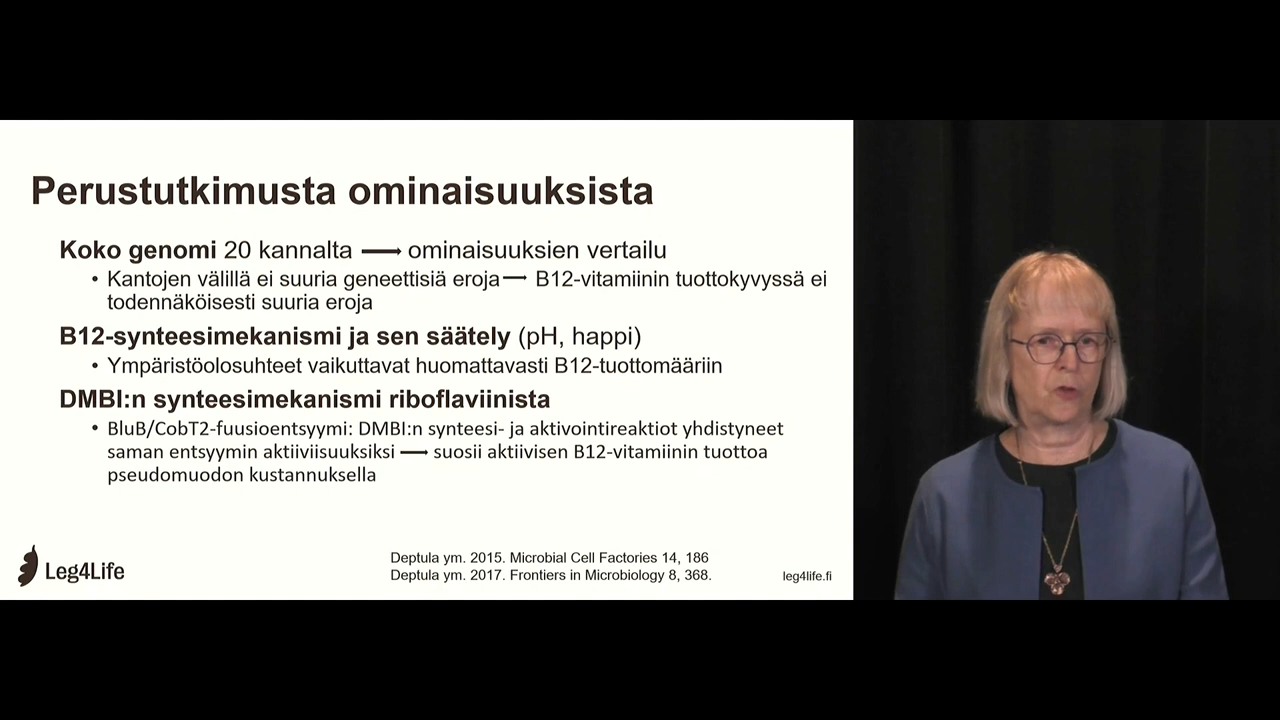 Perustutkimusta ominaisuuksista
Koko genomi 20 kannalta ⟶ ominaisuuksien vertailu
• Kantojen välillä ei suuria geneettisiä eroja ⟶ B12-vitamiinin tuottokyvyssä ei
todennäköisesti suuria eroja
B12-synteesimekanismi ja sen säätely (pH, happi)
• Ympäristöolosuhteet vaikuttavat huomattavasti B12-tuottomääriin
DMBI:n synteesimekanismi riboflaviinista
• BluB/CobT2-fuusioentsyymi: DMBI:n synteesi- ja aktivointireaktiot yhdistyneet
saman entsyymin aktiiviisuuksiksi ⟶ suosii aktiivisen B12-vitamiinin tuottoa
pseudomuodon kustannuksella
Leg4Life
Deptula ym. 2015. Microbial Cell Factories 14, 186
Deptula ym. 2017. Frontiers in Microbiology 8, 368.
leg4life.fi